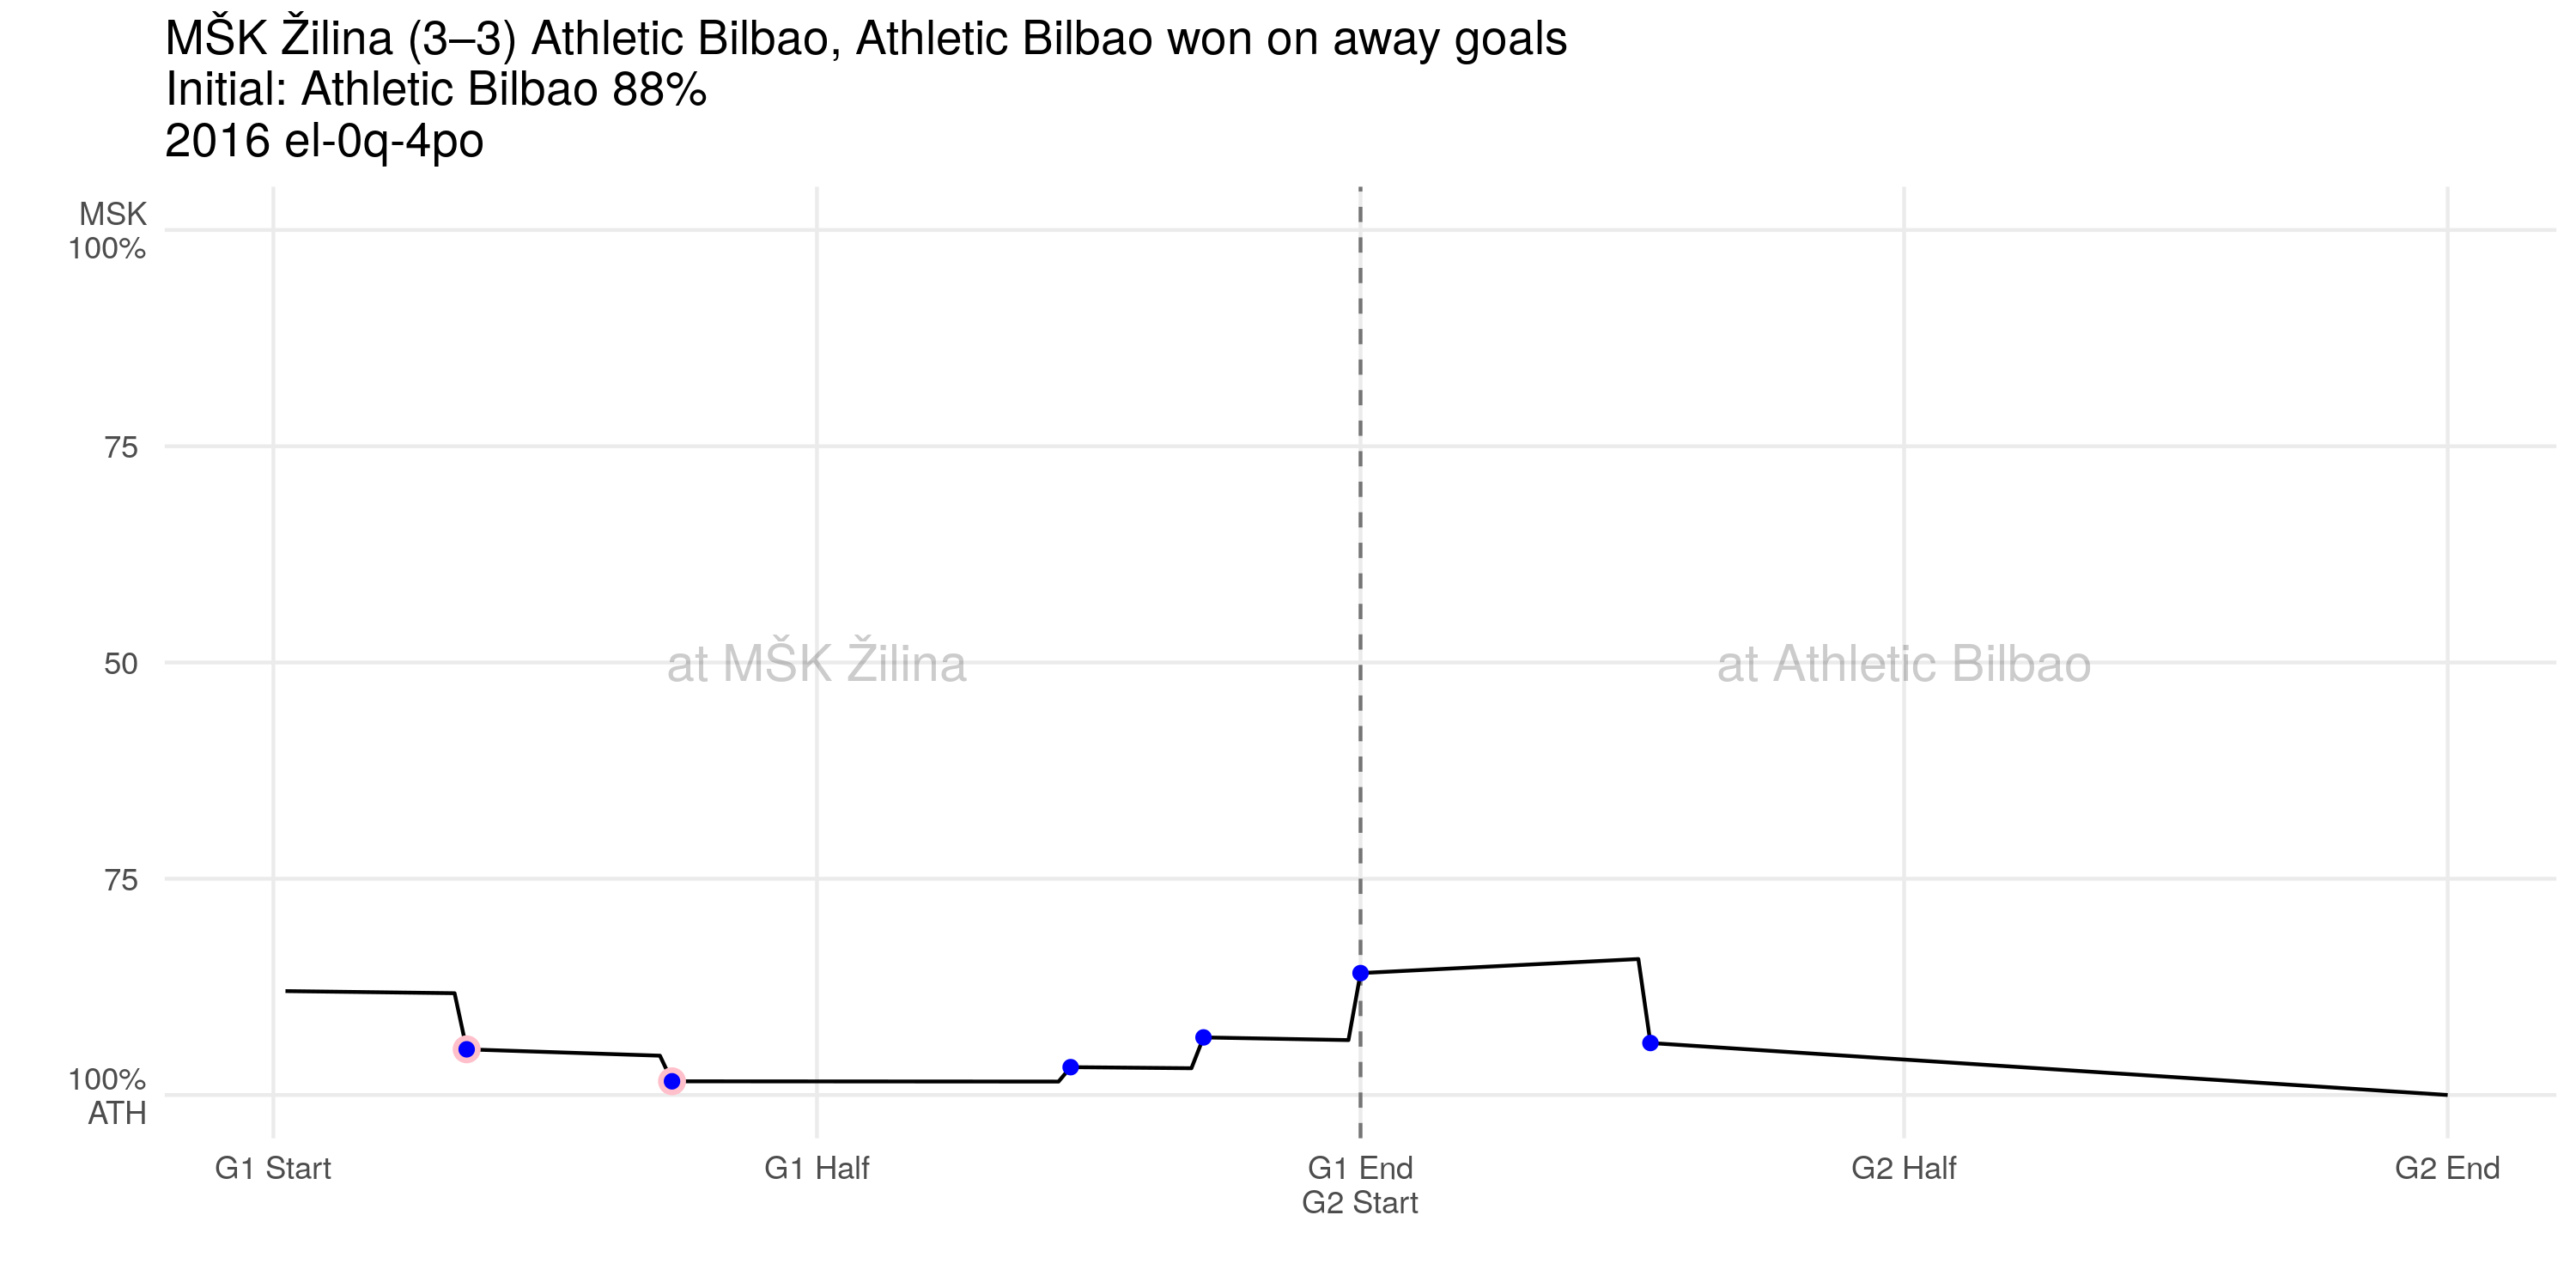 MŠK Žilina (3–3) Athletic Bilbao, Athletic Bilbao won on away goals
Initial: Athletic Bilbao 88%
2016 el-0q-4po
MSK
100%
75
50
75
100%
ATH
at MŠK Žilina
at Athletic Bilbao
G1 Start
G1 Half
G1 End
G2 Start
G2 Half
G2 End